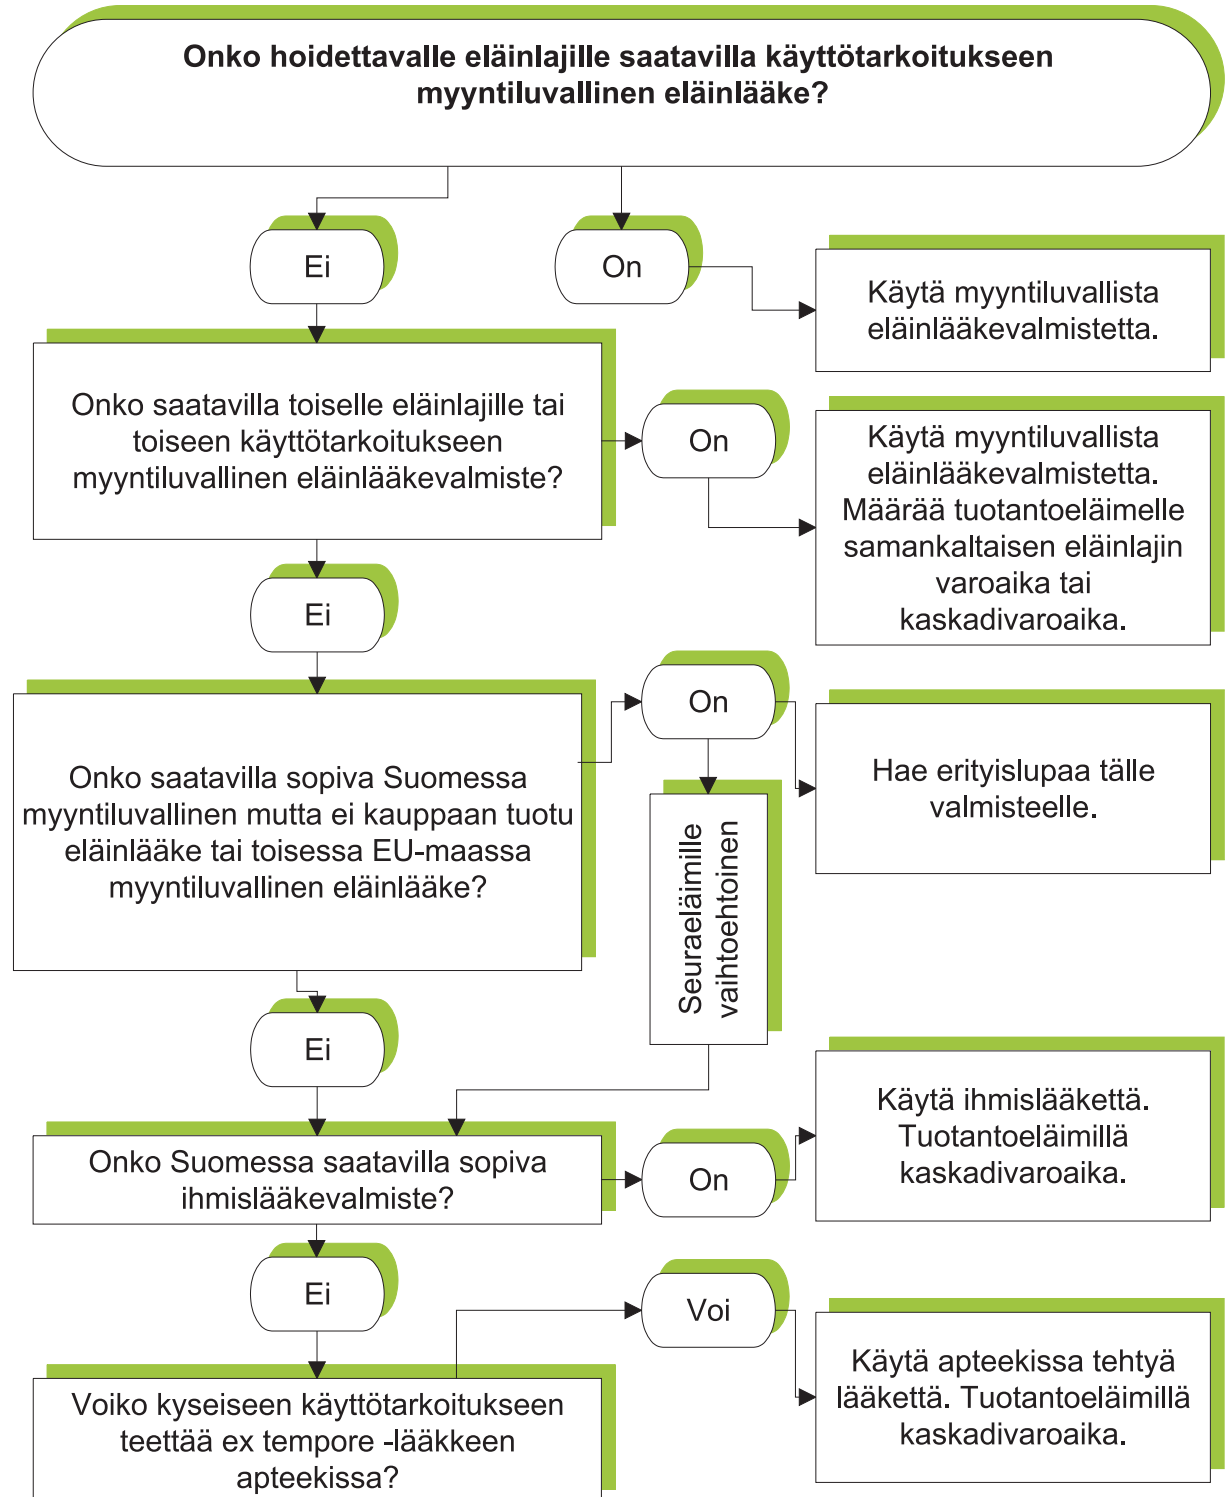 Onko hoidettavalle eläinlajille saatavilla käyttötarkoitukseen
myyntiluvallinen eläinlääke?
Ei
On
Käytä myyntiluvallista
eläinlääkevalmistetta.
Onko saatavilla toiselle eläinlajille tai
toiseen käyttötarkoitukseen
myyntiluvallinen eläinlääkevalmiste?
On
Käytä myyntiluvallista
eläinlääkevalmistetta.
Määrää tuotantoeläimelle
samankaltaisen eläinlajin
varoaika tai
kaskadivaroaika.
Ei
Onko saatavilla sopiva Suomessa
myyntiluvallinen mutta ei kauppaan tuotu
eläinlääke tai toisessa EU-maassa
myyntiluvallinen eläinlääke?
On
Hae erityislupaa tälle
valmisteelle.
Seuraeläimille
vaihtoehtoinen
Ei
Onko Suomessa saatavilla sopiva
ihmislääkevalmiste?
On
Käytä ihmislääkettä.
Tuotantoeläimillä
kaskadivaroaika.
Ei
Voiko kyseiseen käyttötarkoitukseen
teettää ex tempore -lääkkeen
apteekissa?
Voi
Käytä apteekissa tehtyä
lääkettä. Tuotantoeläimillä
kaskadivaroaika.